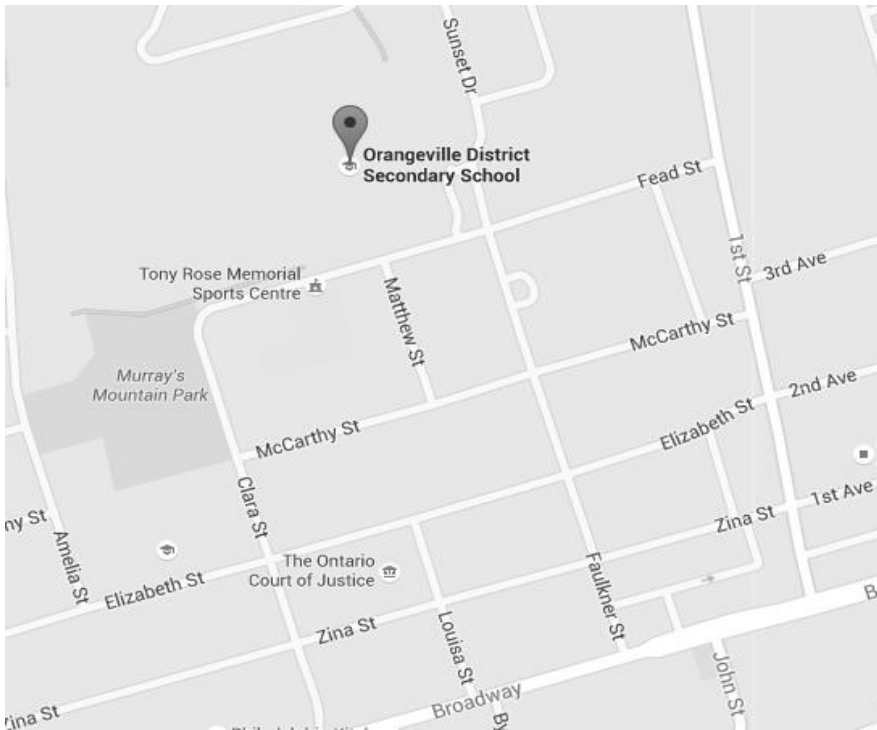 Sunset Dr
Orangeville District
Secondary School
Fead St
1st St
3rd Ave
Tony Rose Memorial
Sports Centre
Matthew St
McCarthy St
Murray's
Mountain Park
2nd Ave
Elizabeth St
McCarthy St
Clara St
1st Ave
Zina St
ny St
Amelia St
The Ontario
Court of Justice
Faulkner St
Elizabeth St
Zina St
Louisa St
B
John St
Broadway
By
Zina St